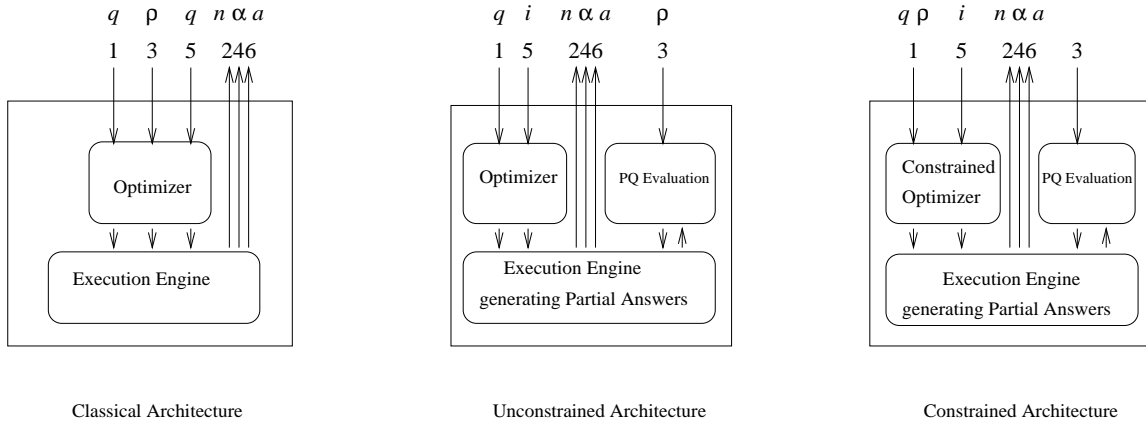 q ρ q n α a
1 3 5 246
Optimizer
Execution Engine
Classical Architecture
q i n α a ρ
1 5 246 3
Optimizer
PQ Evaluation
Execution Engine
generating Partial Answers
Unconstrained Architecture
q ρ i n α a
1 5 246 3
Constrained
Optimizer
PQ Evaluation
Execution Engine
generating Partial Answers
Constrained Architecture